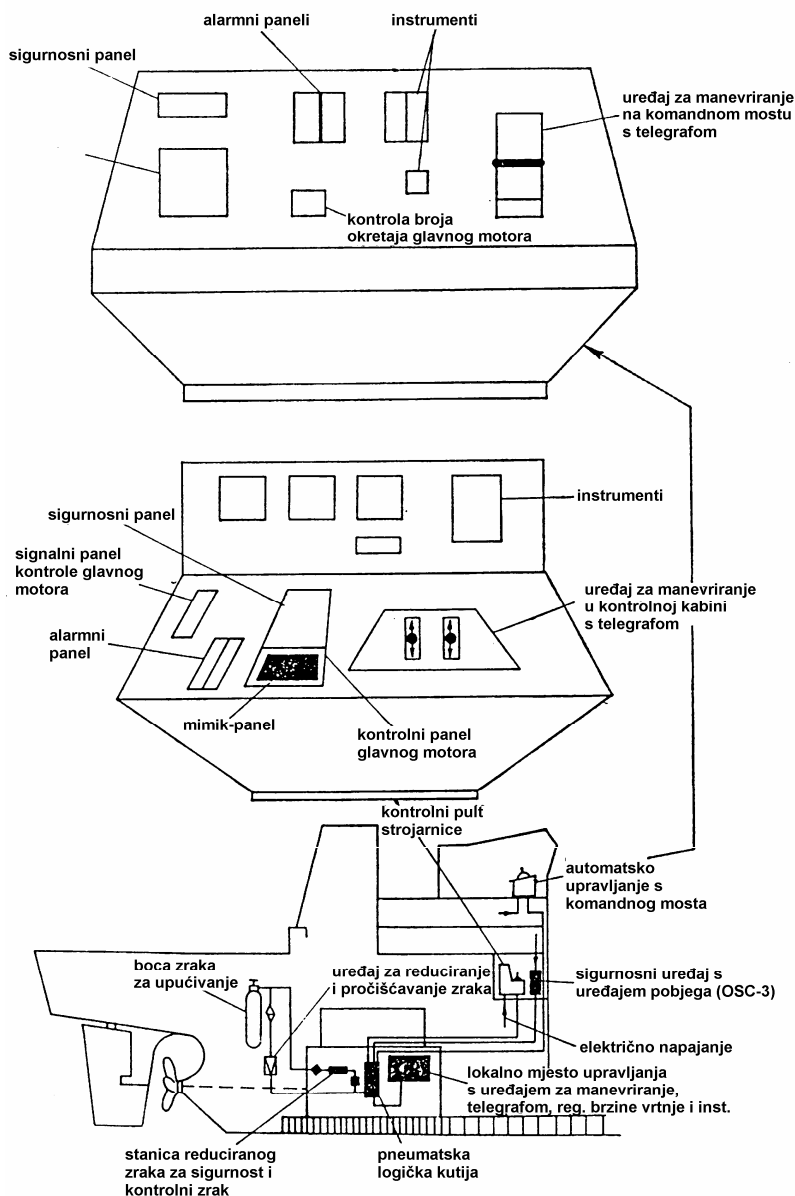 alarmni paneli
instrumenti
sigurnosni panel
uređaj za manevriranje
na komandnom mostu
s telegrafom
kontrola broja
okretaja glavnog motora
instrumenti
sigurnosni panel
signalni panel
kontrole glavnog
motora
uređaj za manevriranje
u kontrolnoj kabini
s telegrafom
alarmni
panel
mimik-panel
kontrolni panel
glavnog motora
kontrolni pult
strojarnice
automatsko
upravljanje s
komandnog mosta
boca zraka
za upućivanje
uređaj za reduciranje
i pročišćavanje zraka
sigurnosni uređaj s
uređajem pobjega (OSC-3)
električno napajanje
lokalno mjesto upravljanja
s uređajem za manevriranje,
telegrafom, reg. brzine vrtnje i inst.
stanica reduciranog
zraka za sigurnost i
kontrolni zrak
pneumatska
logička kutija